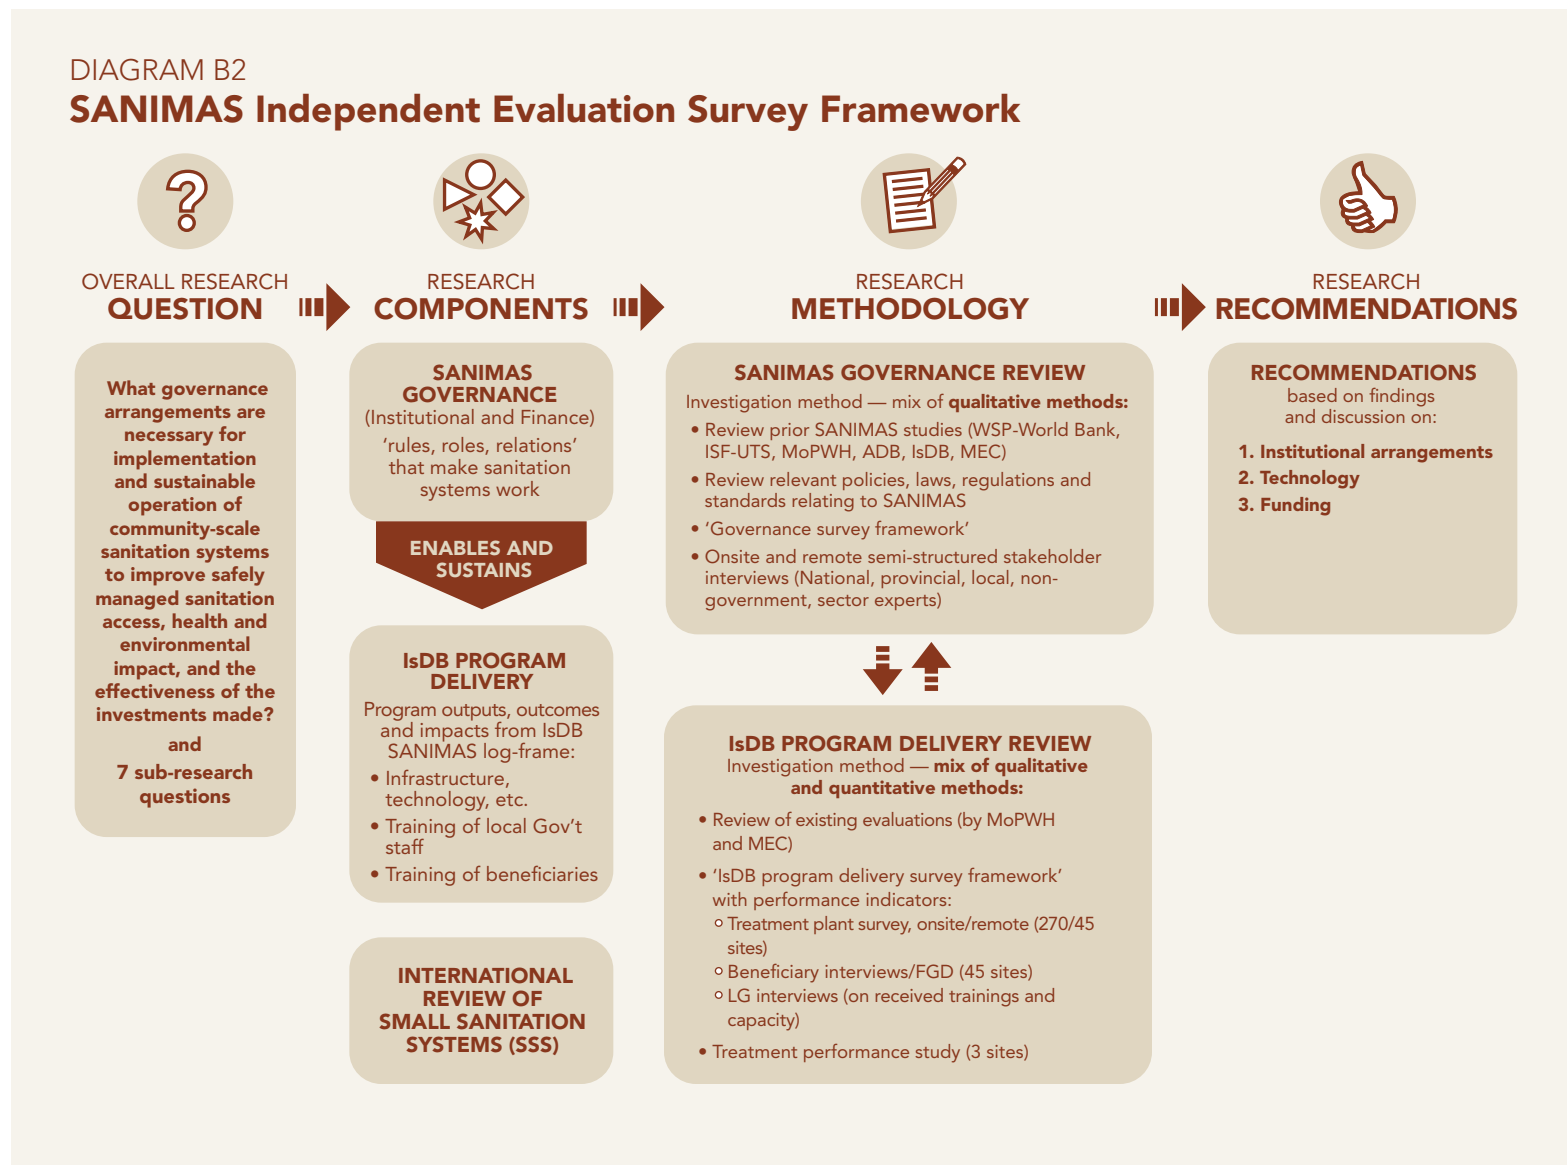 DIAGRAM B2
SANIMAS Independent Evaluation Survey Framework
OVERALL RESEARCH
QUESTION
What governance
arrangements are
necessary for
implementation
and sustainable
operation of
community-scale
sanitation systems
to improve safely
managed sanitation
access, health and
environmental
impact, and the
effectiveness of the
investments made?
and
7 sub-research
questions
RESEARCH
COMPONENTS
SANIMAS
GOVERNANCE
(Institutional and Finance)
‘rules, roles, relations’
that make sanitation
systems work
ENABLES AND
SUSTAINS
IsDB PROGRAM
DELIVERY
Program outputs, outcomes
and impacts from IsDB
SANIMAS log-frame:
• Infrastructure,
technology, etc.
• Training of local Gov’t
staff
• Training of beneficiaries
INTERNATIONAL
REVIEW OF
SMALL SANITATION
SYSTEMS (SSS)
RESEARCH
METHODOLOGY
SANIMAS GOVERNANCE REVIEW
Investigation method — mix of qualitative methods:
• Review prior SANIMAS studies (WSP-World Bank,
ISF-UTS, MoPWH, ADB, IsDB, MEC)
• Review relevant policies, laws, regulations and
standards relating to SANIMAS
• ‘Governance survey framework’
• Onsite and remote semi-structured stakeholder
interviews (National, provincial, local, non-
government, sector experts)
IsDB PROGRAM DELIVERY REVIEW
Investigation method — mix of qualitative
and quantitative methods:
• Review of existing evaluations (by MoPWH
and MEC)
• ‘IsDB program delivery survey framework’
with performance indicators:
○ Treatment plant survey, onsite/remote (270/45
sites)
○ Beneficiary interviews/FGD (45 sites)
○ LG interviews (on received trainings and
capacity)
• Treatment performance study (3 sites)
RESEARCH
RECOMMENDATIONS
RECOMMENDATIONS
based on findings
and discussion on:
1. Institutional arrangements
2. Technology
3. Funding